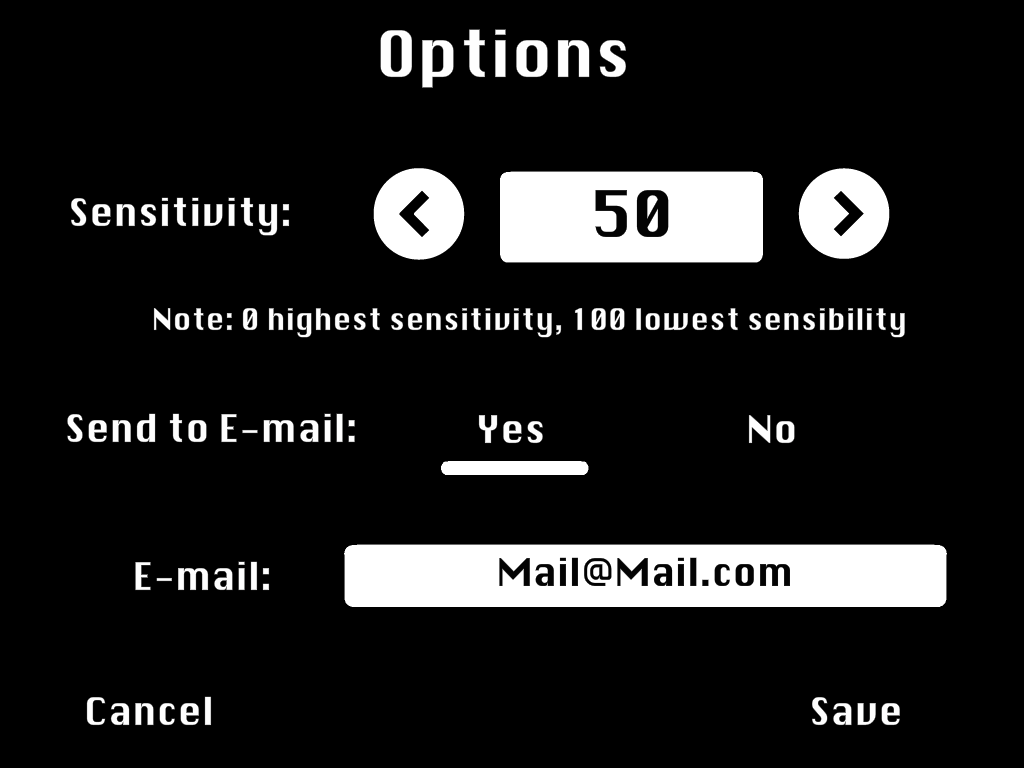 Options
Sensitivity: 50
Note: 0 highest sensitivity, 100 lowest sensibility
Send to E-mail: Yes No
E-mail: Mail@Mail.com
Cancel Save